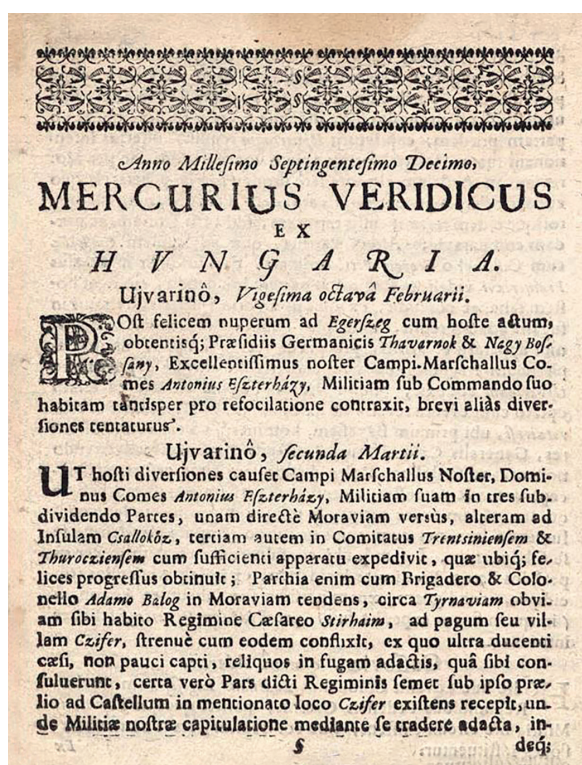 Anno Millesimo Septingentesimo Decimo,
MERCURIUS VERIDICUS
EX
HVNGARIA.
Ujvarinô, Vigesima octavâ Februarii.
POst felicem nuperum ad Egerszeg cum hoste actum,
obtentisq; Præsidiis Germanicis Thavarnok & Nagy Bos-
sany, Excellentissimus noster Campi-Marschallus Co-
mes Antonius Eszterházy, Militiam sub Commando suo
habitam tantisper pro refocilatione contraxit, brevi aliàs diver-
siones tentaturus.
Ujvarinô, secunda Martii.
UT hosti diversiones causet Campi Marschallus Noster, Domi-
nus Comes Antonius Eszterházy, Militiam suam in tres sub-
dividendo Partes, unam directè Moraviam versùs, alteram ad
Insulam Csallokôz, tertiam autem in Comitatus Trentsiniensem &
Thurocziensem cum sufficienti apparatu expedivit, quæ ubiq; fe-
lices progressus obtinuit; Parthia enim cum Brigadero & Colo-
nello Adamo Balog in Moraviam tendens, circa Tyrnaviam obvi-
am sibi habito Regimine Cæsareo Stirhaim, ad pagum seu vil-
lam Czifer, strenuè cum eodem conflixit, ex quo ultra ducenti
cæsi, non pauci capti, reliquos in fugam adactis, quâ sibi con-
suluerunt, certa verò Pars dicti Regiminis semet sub ipso præ-
lio ad Castellum in mentionato loco Czifer existens recepit, un-
de Militiæ nostræ capitulatione mediante se tradere adacta, in-
§ deq;